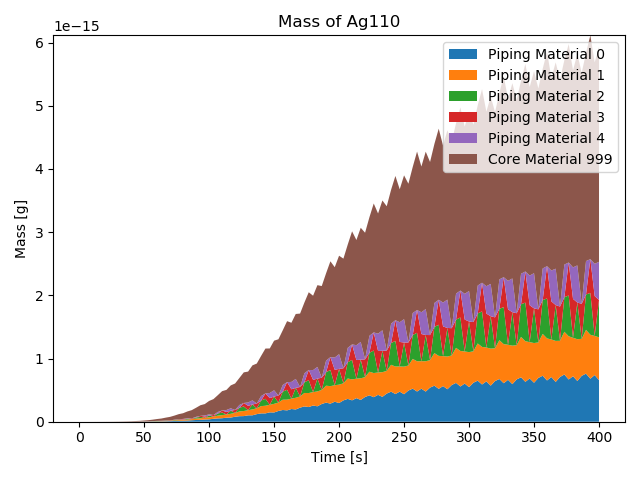 Mass of Ag110
1e−15
6
5
4
3
2
1
0
Mass [g]
Piping Material 0
Piping Material 1
Piping Material 2
Piping Material 3
Piping Material 4
Core Material 999
0 50 100 150 200 250 300 350 400
Time [s]